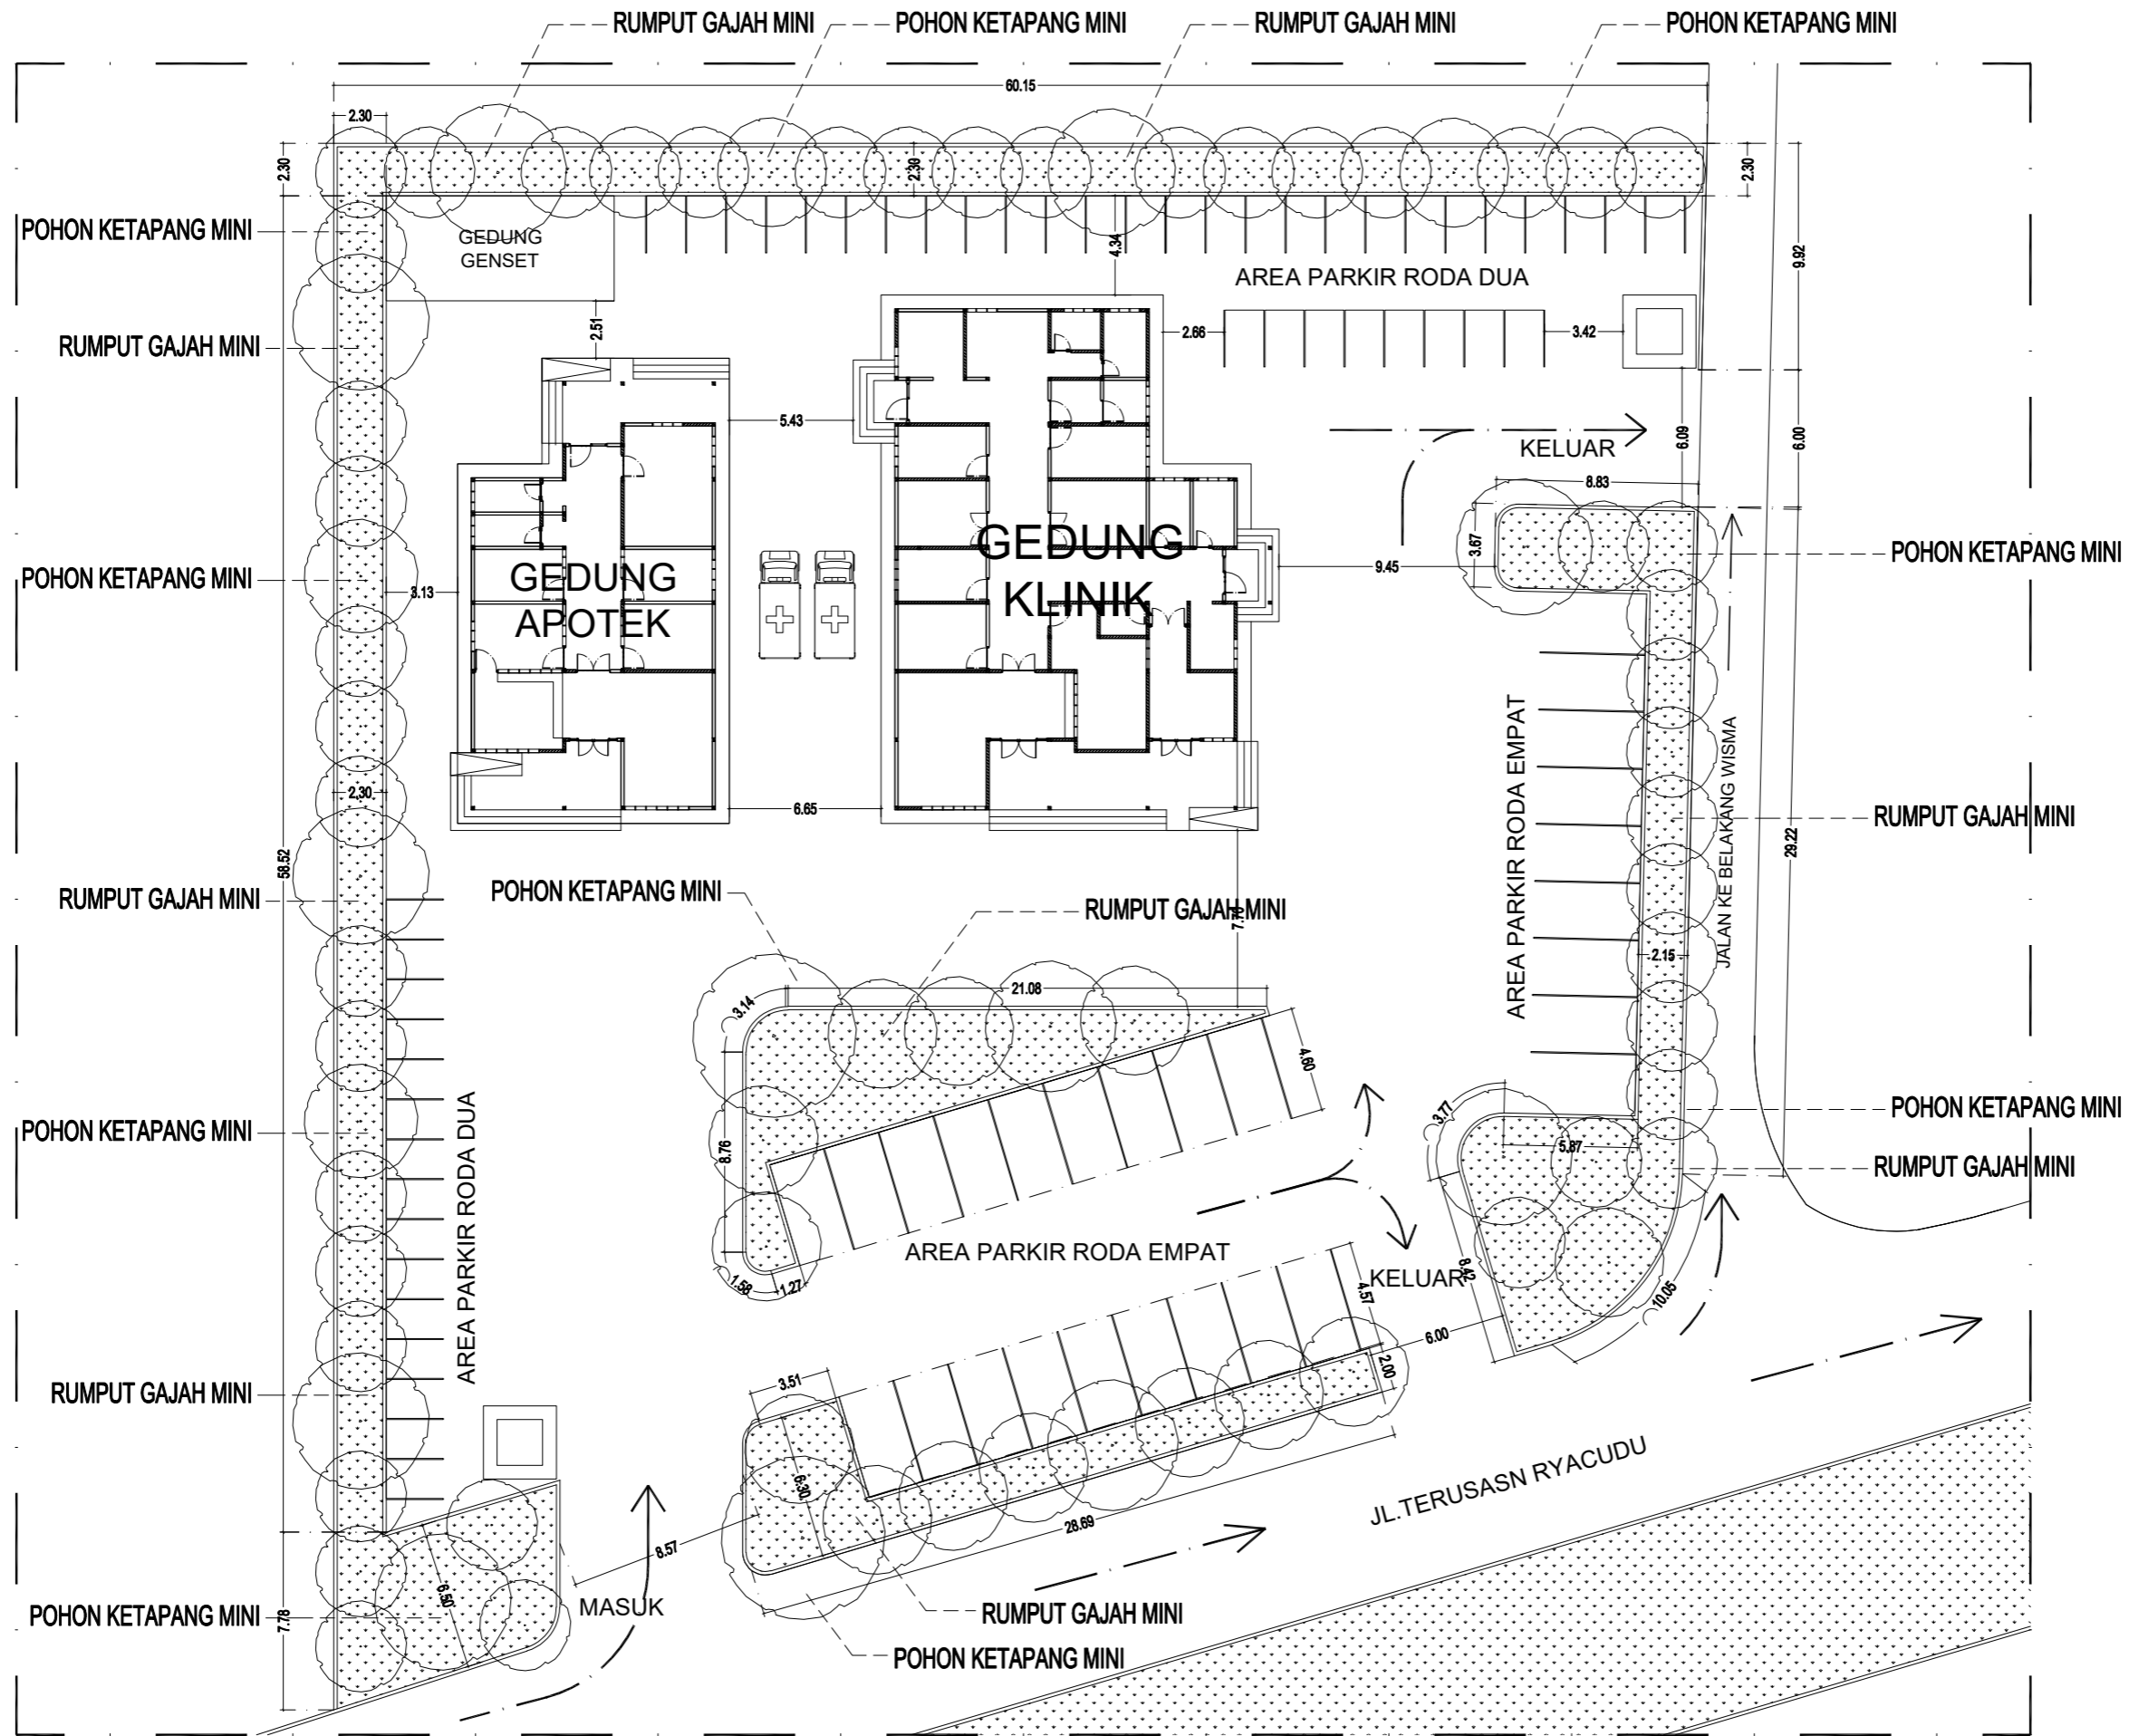 RUMPUT GAJAH MINI
POHON KETAPANG MINI
RUMPUT GAJAH MINI
POHON KETAPANG MINI
60.15
2.30
2.30
2.30
2.30
POHON KETAPANG MINI
GEDUNG
GENSET
4.34
9.92
AREA PARKIR RODA DUA
2.51
2.66
3.42
RUMPUT GAJAH MINI
5.43
KELUAR
6.09
6.00
8.83
3.67
POHON KETAPANG MINI
GEDUNG
KLINIK
9.45
POHON KETAPANG MINI
3.13
GEDUNG
APOTEK
AREA PARKIR RODA EMPAT
JALAN KE BELAKANG WISMA
2.30
6.65
RUMPUT GAJAH MINI
29.22
58.52
RUMPUT GAJAH MINI
POHON KETAPANG MINI
RUMPUT GAJAH MINI
7.70
2.15
21.08
3.14
4.60
8.76
POHON KETAPANG MINI
AREA PARKIR RODA DUA
3.77
5.87
POHON KETAPANG MINI
RUMPUT GAJAH MINI
AREA PARKIR RODA EMPAT
1.58
1.27
KELUAR
4.57
8.42
10.05
6.00
2.00
RUMPUT GAJAH MINI
3.51
6.30
28.69
JL.TERUSASN RYACUDU
8.57
6.50
7.78
MASUK
POHON KETAPANG MINI
RUMPUT GAJAH MINI
POHON KETAPANG MINI